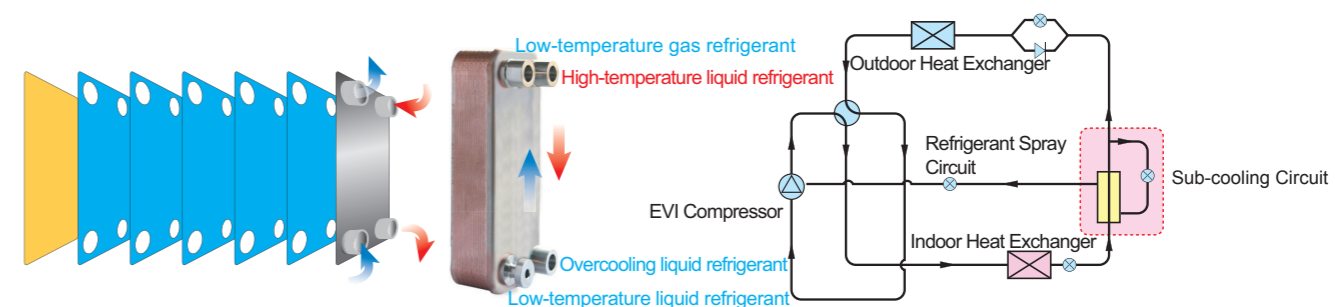 Low-temperature gas refrigerant
High-temperature liquid refrigerant
Overcooling liquid refrigerant
Low-temperature liquid refrigerant
Outdoor Heat Exchanger
Refrigerant Spray
Circuit
Sub-cooling Circuit
EVI Compressor
Indoor Heat Exchanger